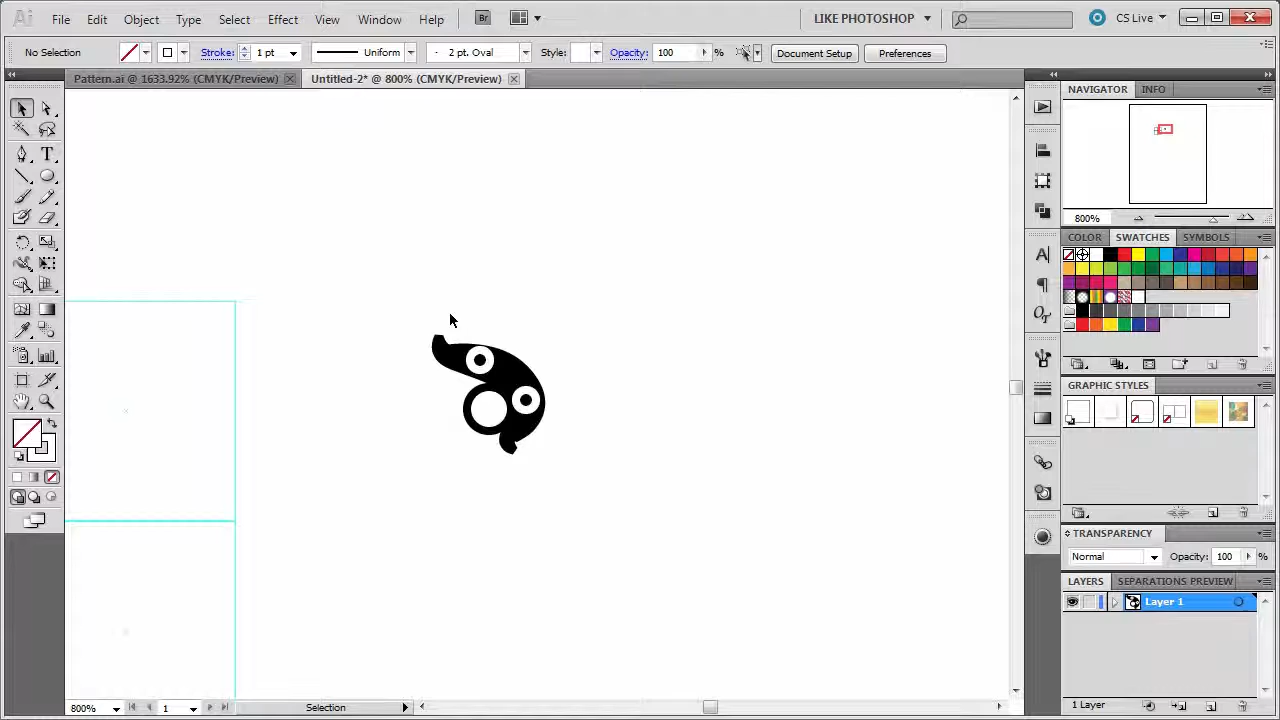 Ai File Edit Object Type Select Effect View Window Help Br LIKE PHOTOSHOP CS Live
No Selection Stroke: 1 pt Uniform 2 pt. Oval Style: Opacity: 100 % Document Setup Preferences
Pattern.ai @ 1633.92% (CMYK/Preview) Untitled-2* @ 800% (CMYK/Preview)
NAVIGATOR INFO
800%
COLOR SWATCHES SYMBOLS
GRAPHIC STYLES
TRANSPARENCY
Normal Opacity: 100 %
LAYERS SEPARATIONS PREVIEW
Layer 1
1 Layer
800% 1 Selection